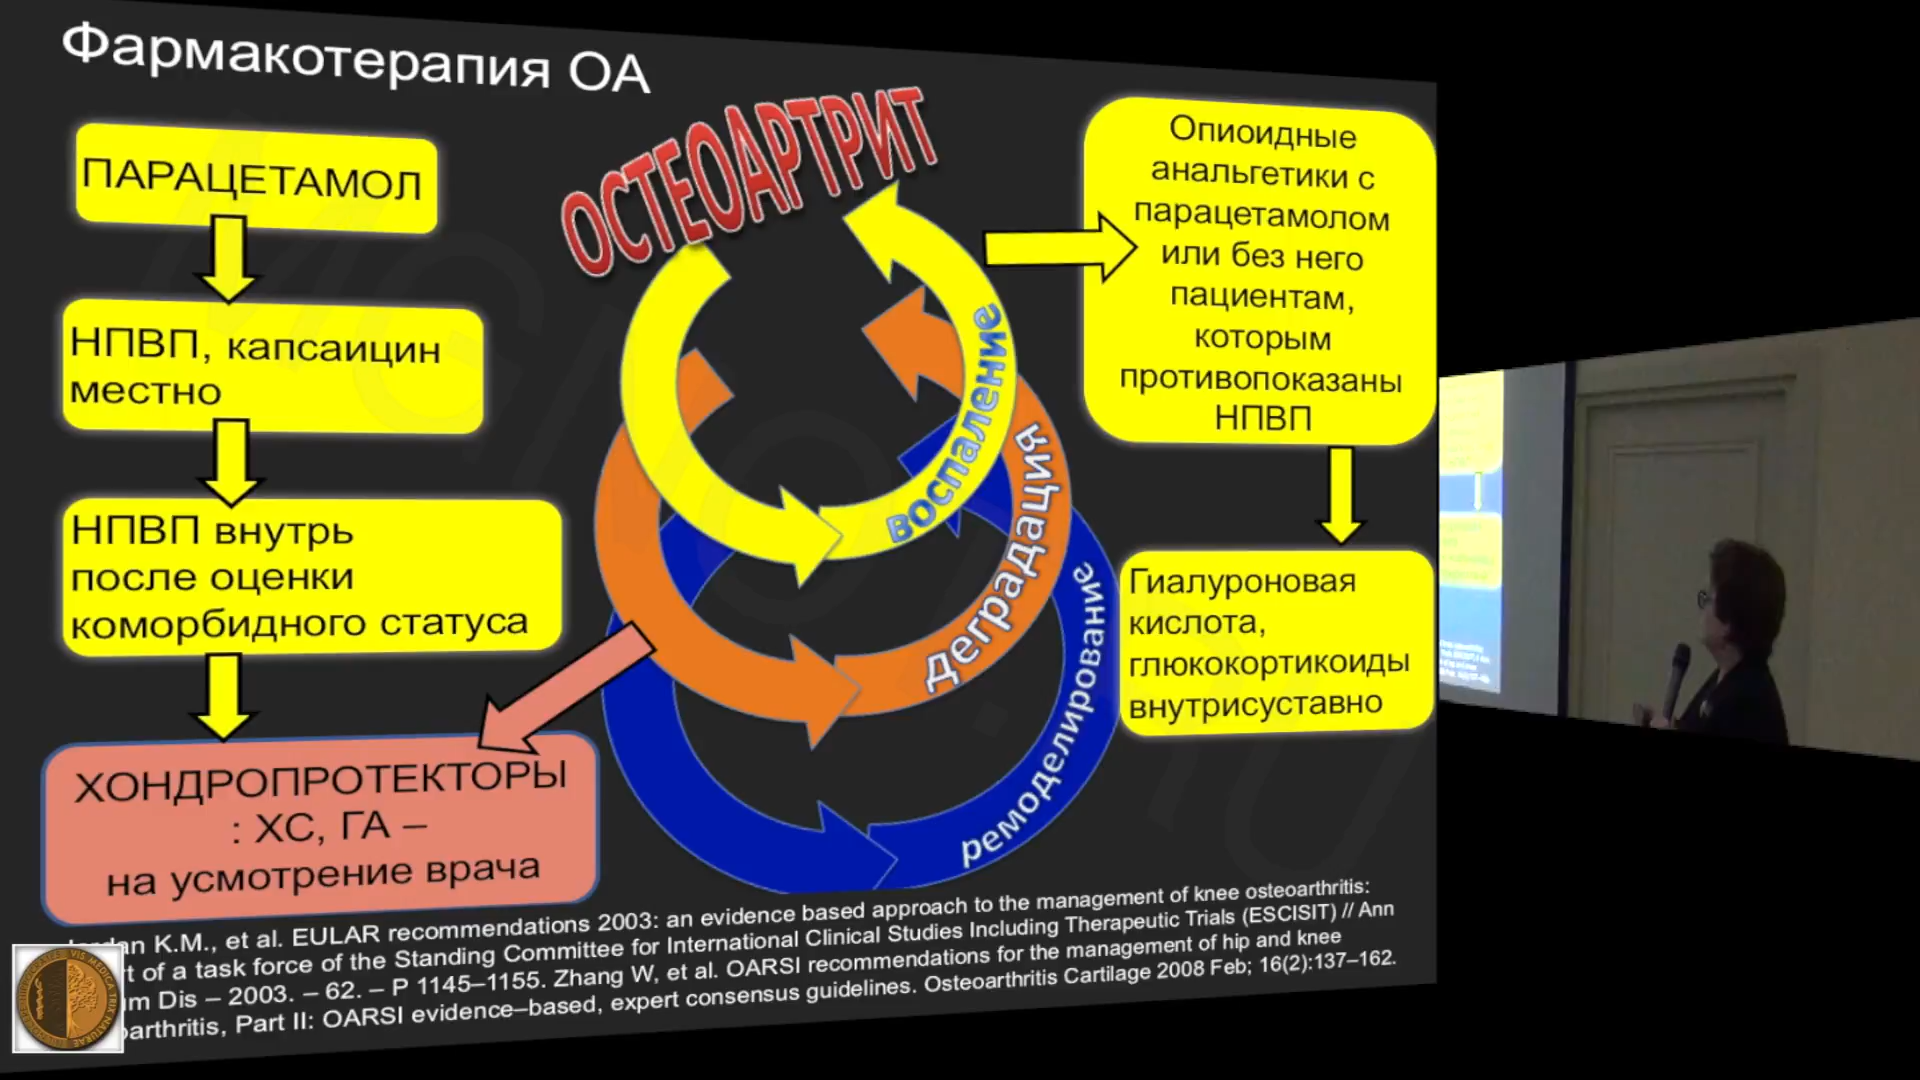 Фармакотерапия ОА
ПАРАЦЕТАМОЛ
НПВП, капсаицин
местно
НПВП внутрь
после оценки
коморбидного статуса
ХОНДРОПРОТЕКТОРЫ
: ХС, ГА –
на усмотрение врача
ОСТЕОАРТРИТ
воспаление
деградация
ремоделирование
Опиоидные
анальгетики с
парацетамолом
или без него
пациентам,
которым
противопоказаны
НПВП
Гиалуроновая
кислота,
глюкокортикоиды
внутрисуставно
K.M., et al. EULAR recommendations 2003: an evidence based approach to the management of knee osteoarthritis:
of a task force of the Standing Committee for International Clinical Studies Including Therapeutic Trials (ESCISIT) // Ann
Dis – 2003. – 62. – P 1145–1155. Zhang W, et al. OARSI recommendations for the management of hip and knee
Part II: OARSI evidence–based, expert consensus guidelines. Osteoarthritis Cartilage 2008 Feb; 16(2):137–162.